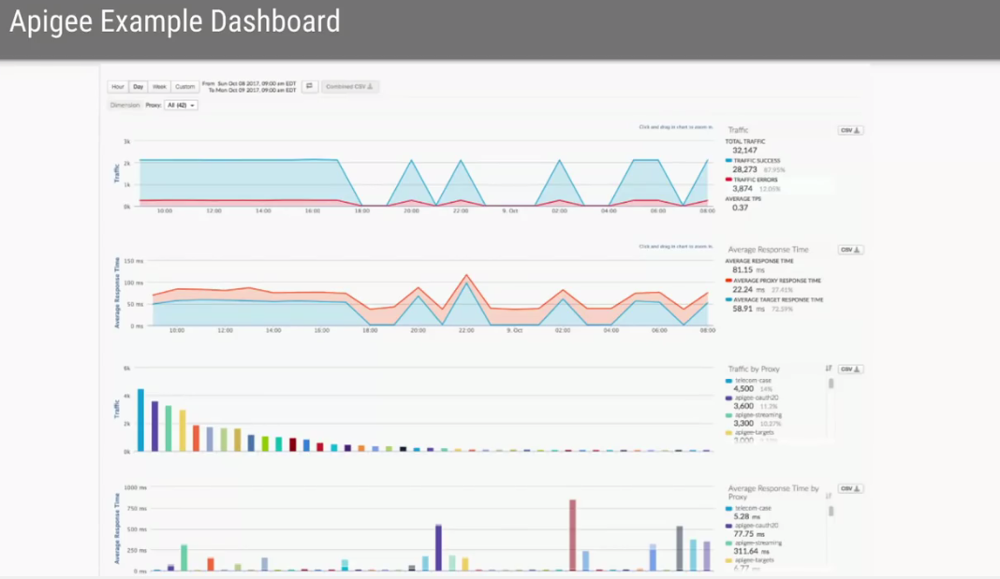 Apigee Example Dashboard
Hour Day Week Custom From Sun Oct 08 2017, 09:00 am EDT Combined CSV
To Mon Oct 09 2017, 09:00 am EDT
Dimension Proxy: All (42)
Click and drag in chart to zoom in.
Traffic CSV
TOTAL TRAFFIC
32,147
TRAFFIC SUCCESS
28,273 87.95%
TRAFFIC ERRORS
3,874 12.05%
AVERAGE TPS
0.37
Traffic
3k
2k
1k
0k
10:00 12:00 14:00 16:00 18:00 20:00 22:00 9. Oct 02:00 04:00 06:00 08:00
Click and drag in chart to zoom in.
Average Response Time CSV
AVERAGE RESPONSE TIME
81.15 ms
AVERAGE PROXY RESPONSE TIME
22.24 ms 27.41%
AVERAGE TARGET RESPONSE TIME
58.91 ms 72.59%
Average Response Time
150 ms
100 ms
50 ms
0 ms
10:00 12:00 14:00 16:00 18:00 20:00 22:00 9. Oct 02:00 04:00 06:00 08:00
Traffic by Proxy CSV
telecom-case
4,500 14%
apigee-oauth20
3,600 11.2%
apigee-streaming
3,300 10.27%
apigee-targets
3,000
Traffic
6k
4k
2k
0k
Average Response Time by CSV
Proxy
telecom-case
5.28 ms
apigee-oauth20
77.75 ms
apigee-streaming
311.64 ms
apigee-targets
6.77 ms
Average Response Time
1000 ms
750 ms
500 ms
250 ms
0 ms